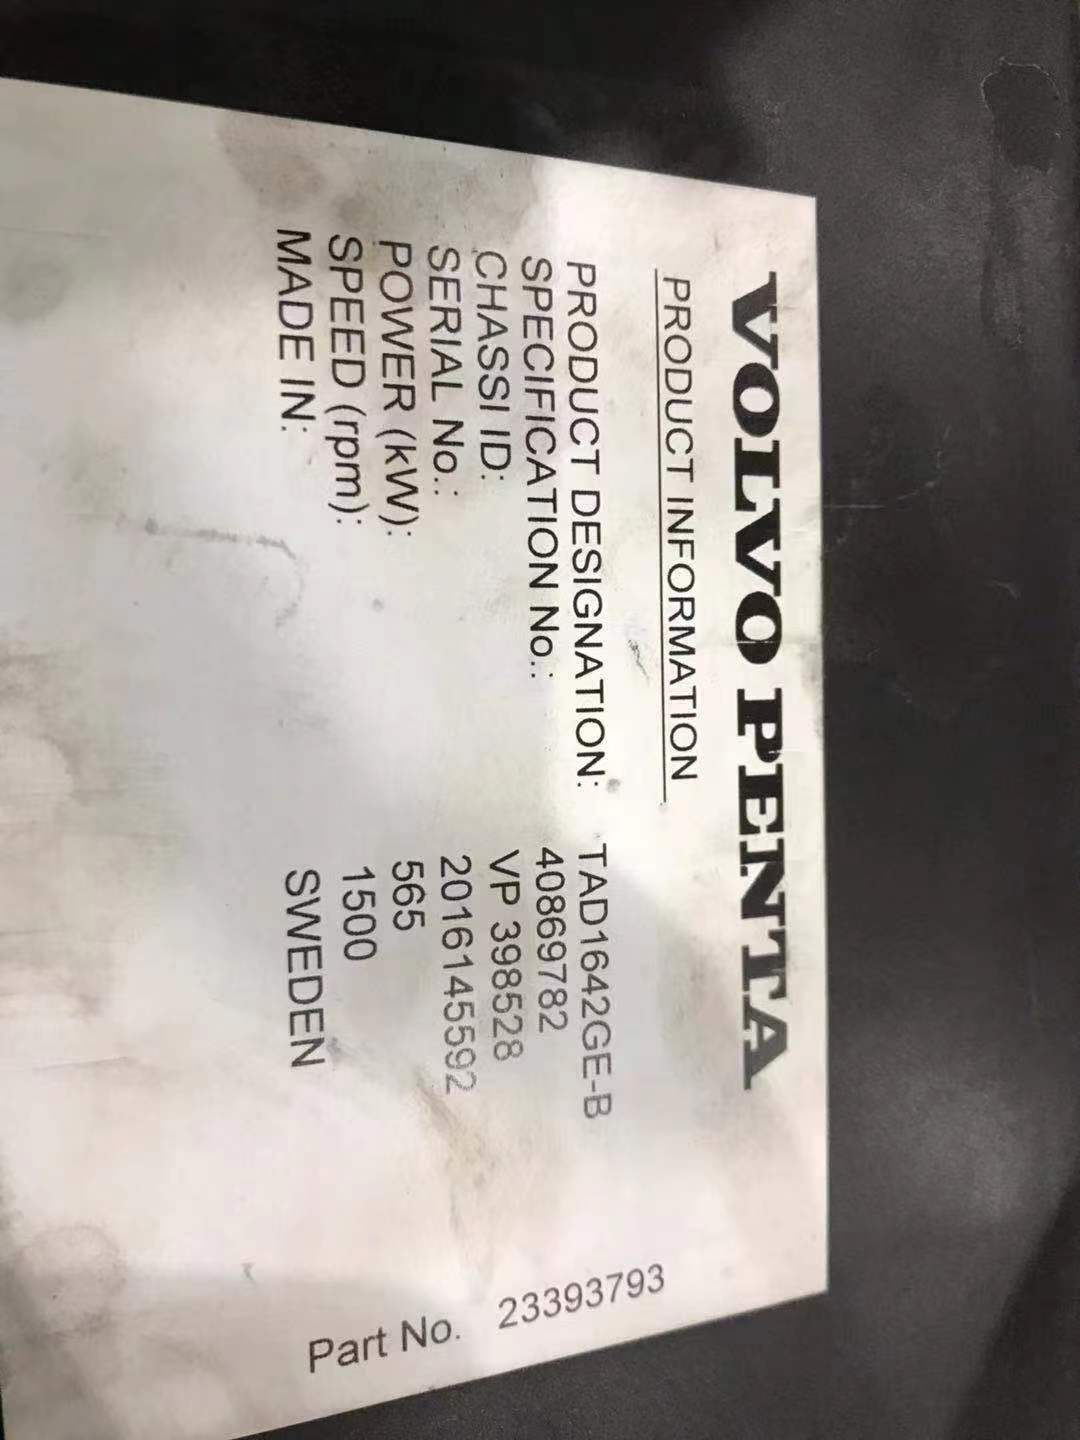 VOLVO PENTA
PRODUCT INFORMATION
PRODUCT DESIGNATION: TAD1642GE-B
SPECIFICATION No.: 40869782
CHASSI ID: VP 398528
SERIAL No.: 2016145592
POWER (kW): 565
SPEED (rpm): 1500
MADE IN: SWEDEN
Part No. 23393793